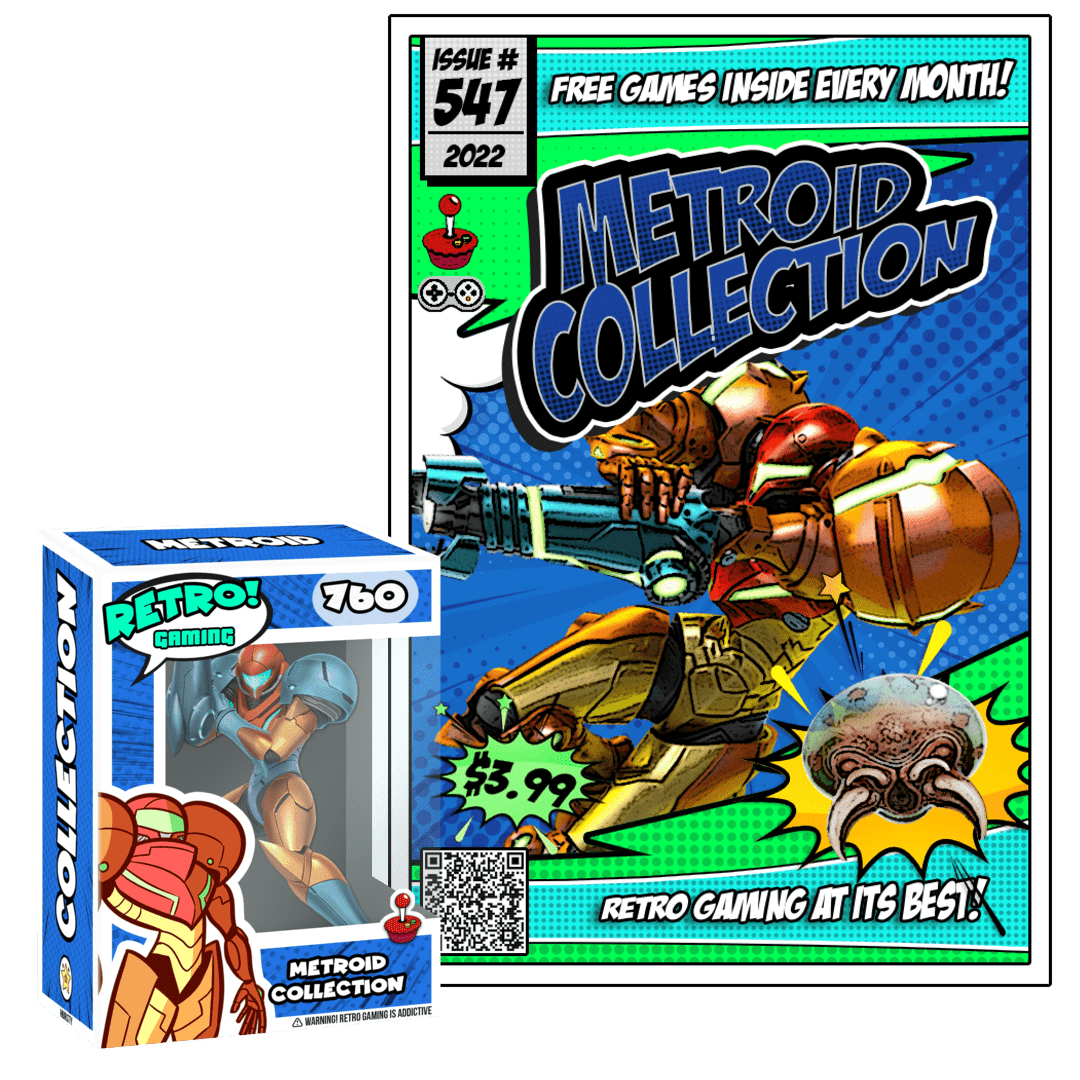 ISSUE #
547
2022
FREE GAMES INSIDE EVERY MONTH!
METROID
COLLECTION
$3.99
RETRO GAMING AT ITS BEST!
METROID
COLLECTION
RETRO!
GAMING
760
METROID
COLLECTION
⚠ WARNING! RETRO GAMING IS ADDICTIVE